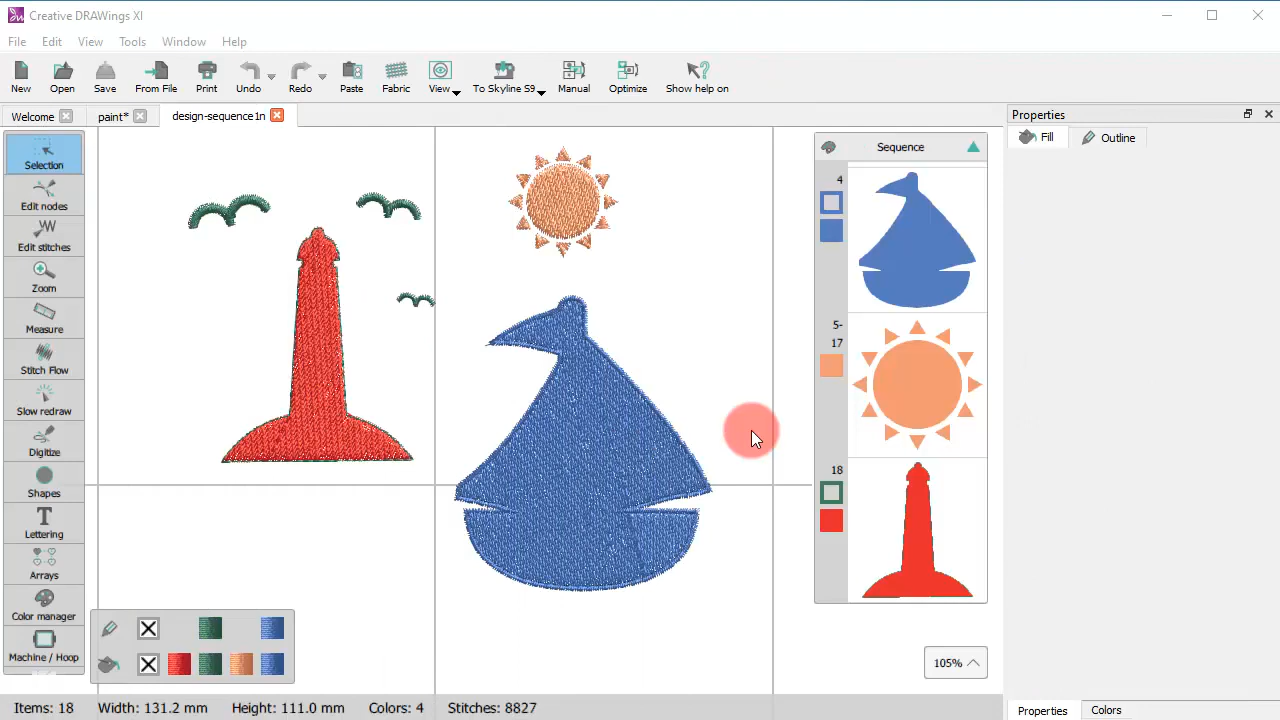 Creative DRAWings XI
File Edit View Tools Window Help
New Open Save From File Print Undo Redo Paste Fabric View To Skyline S9 Manual Optimize Show help on
Welcome paint* design-sequence1n
Properties
Fill Outline
Selection
Edit nodes
Edit stitches
Zoom
Measure
Stitch Flow
Slow redraw
Digitize
Shapes
T
Lettering
Arrays
Color manager
Machine / Hoop
Sequence
4
5-
17
18
105%
Items: 18 Width: 131.2 mm Height: 111.0 mm Colors: 4 Stitches: 8827
Properties Colors